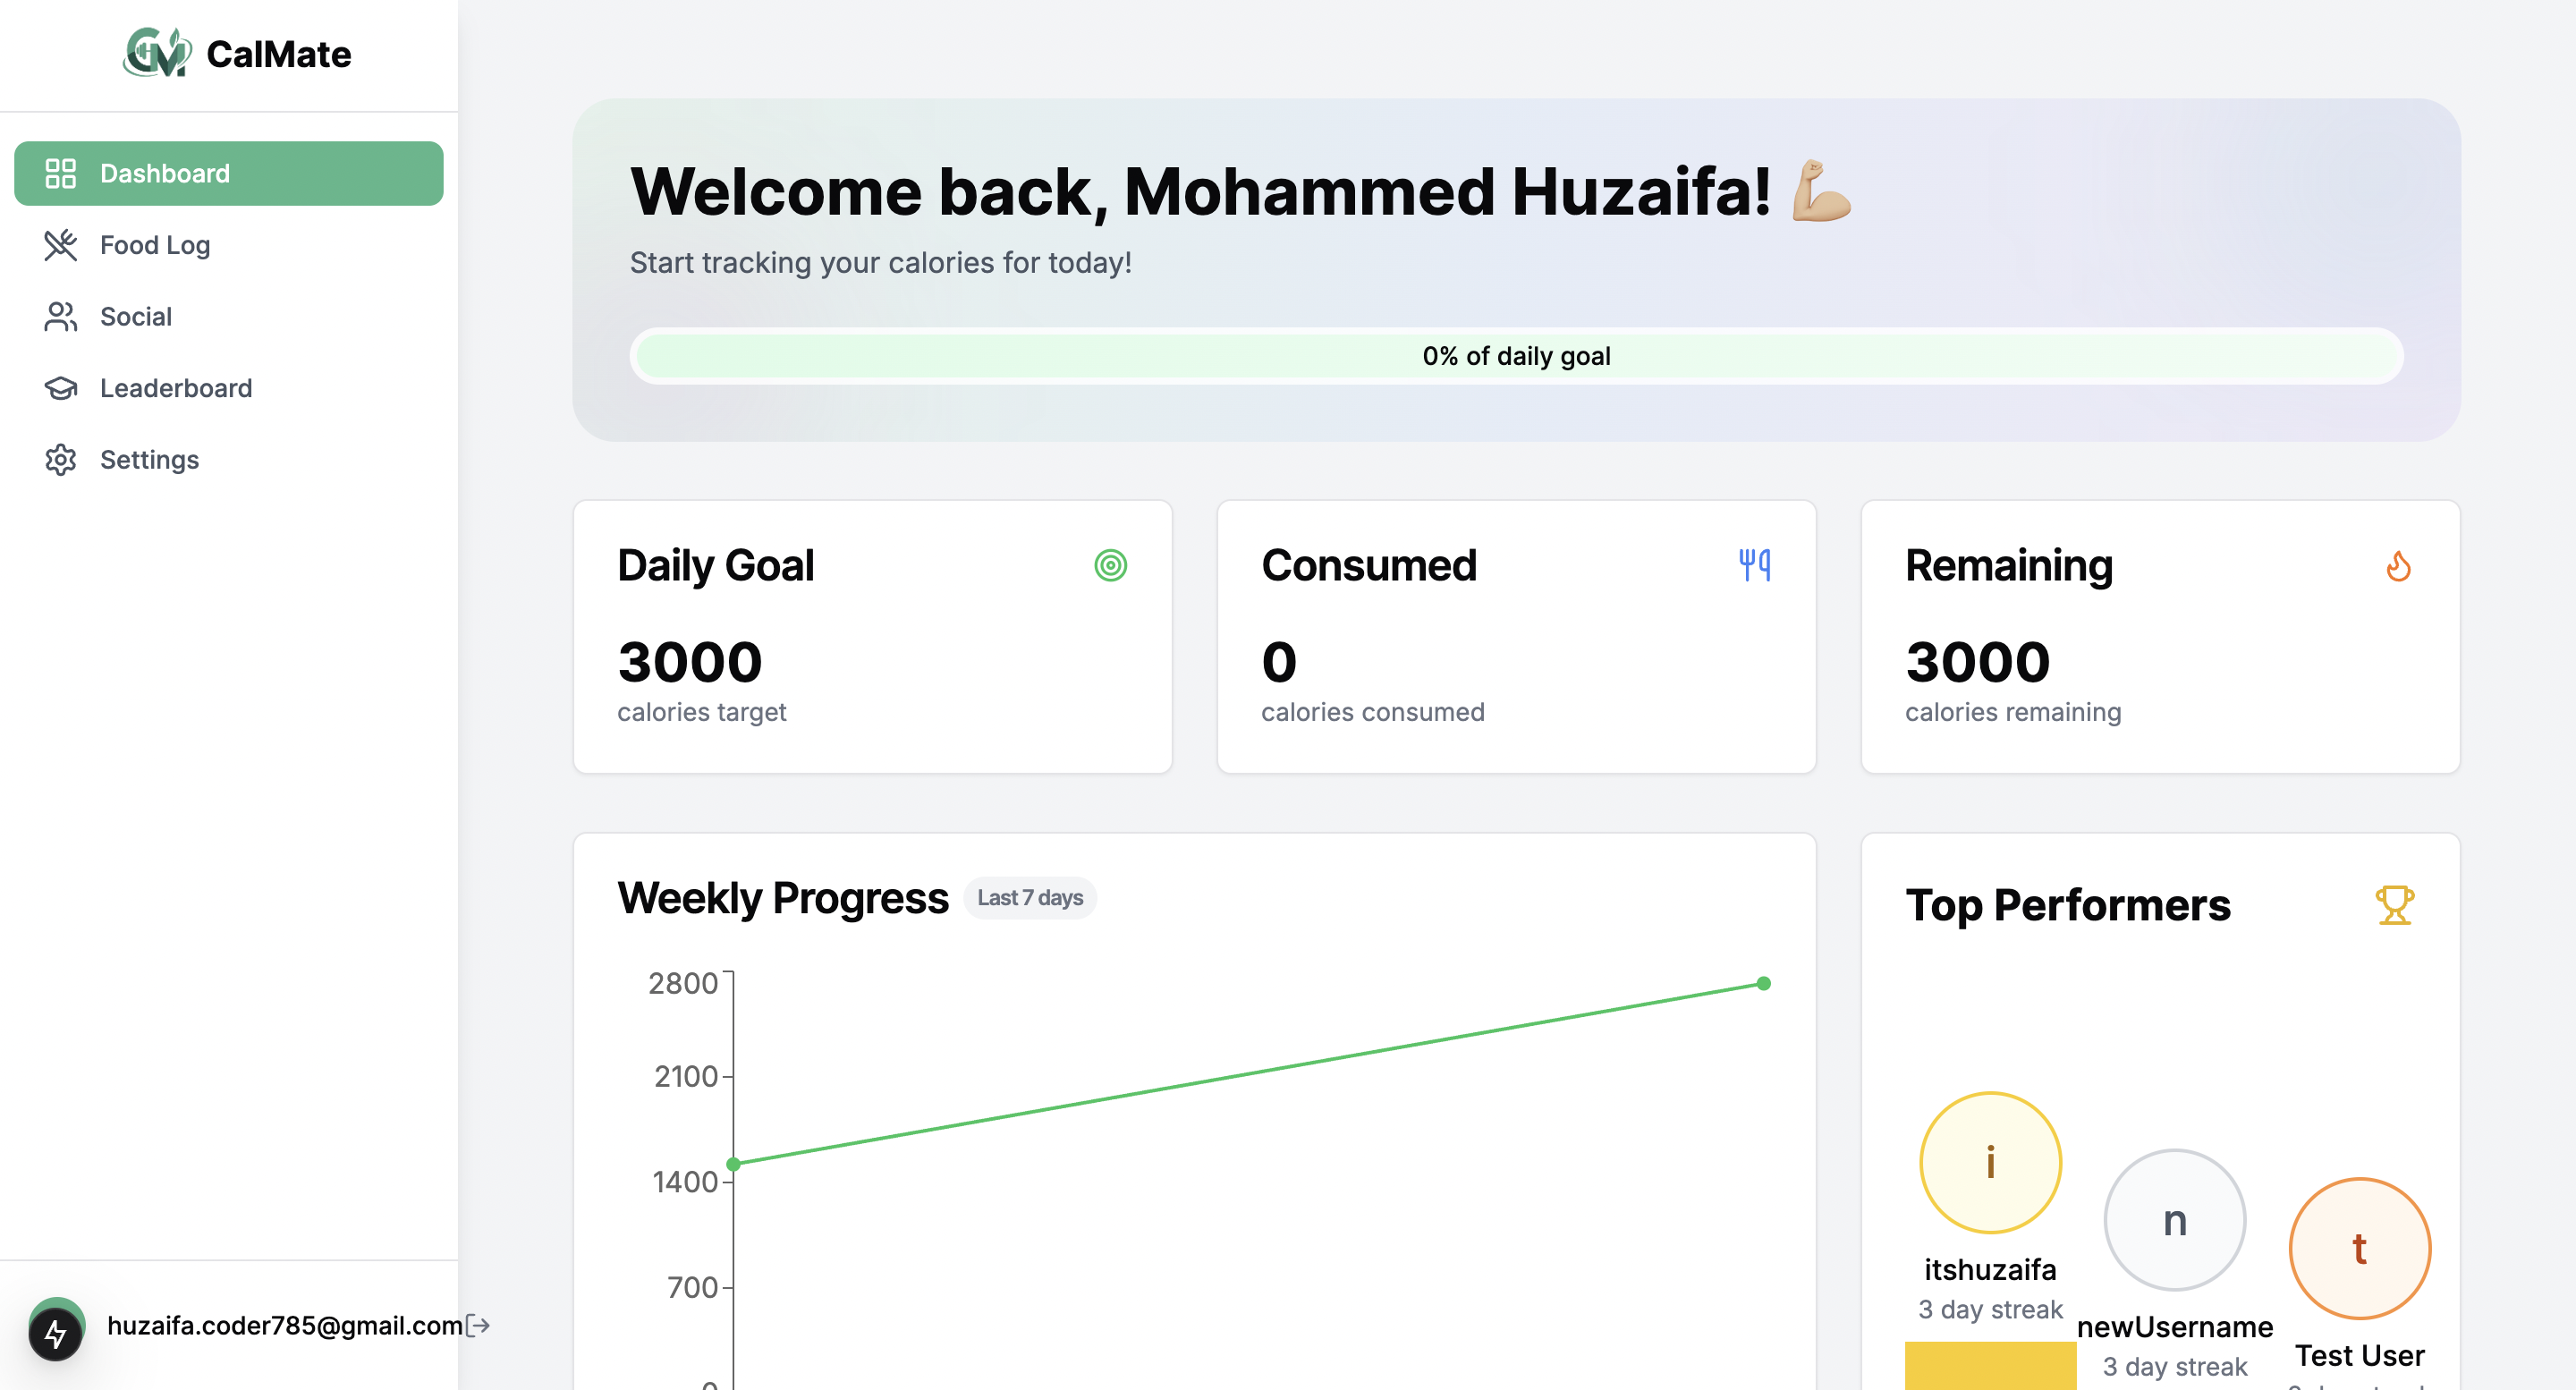 CalMate
Dashboard
Food Log
Social
Leaderboard
Settings
huzaifa.coder785@gmail.com
Welcome back, Mohammed Huzaifa! 💪🏼
Start tracking your calories for today!
0% of daily goal
Daily Goal
3000
calories target
Consumed
0
calories consumed
Remaining
3000
calories remaining
Weekly Progress
Last 7 days
2800
2100
1400
700
Top Performers
i
itshuzaifa
3 day streak
n
newUsername
3 day streak
t
Test User